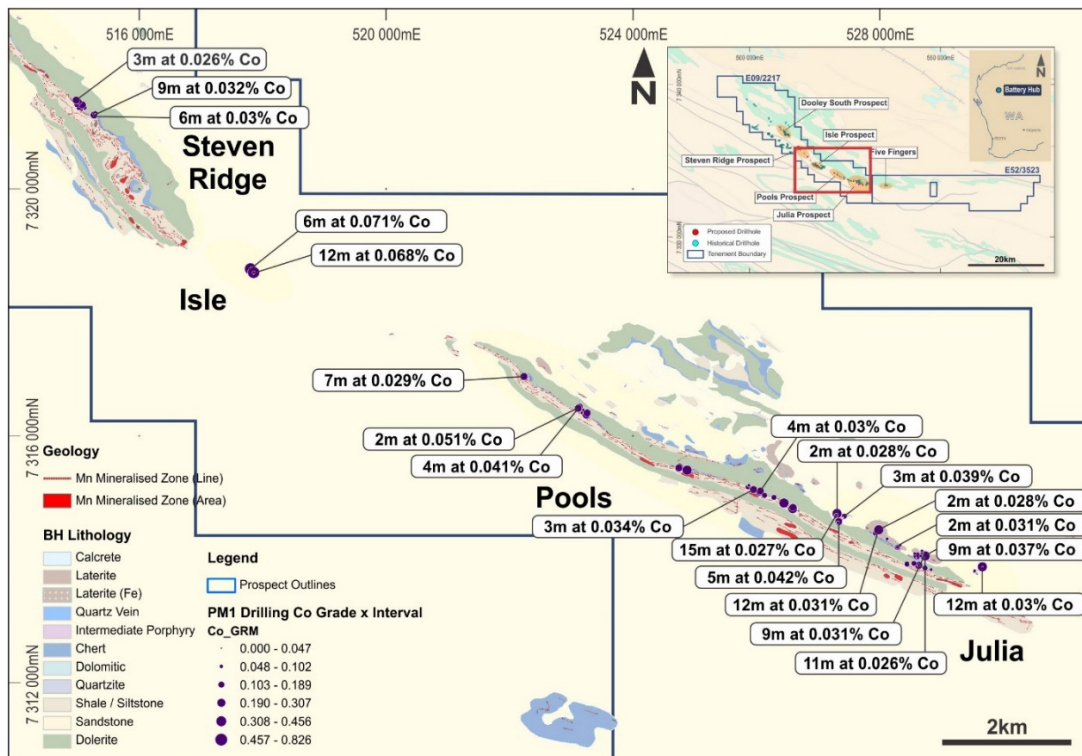 516 000mE
520 000mE
524 000mE
528 000mE
7 320 000mN
7 316 000mN
7 312 000mN
3m at 0.026% Co
9m at 0.032% Co
6m at 0.03% Co
Steven
Ridge
6m at 0.071% Co
12m at 0.068% Co
Isle
7m at 0.029% Co
2m at 0.051% Co
4m at 0.041% Co
Pools
3m at 0.034% Co
4m at 0.03% Co
2m at 0.028% Co
3m at 0.039% Co
2m at 0.028% Co
2m at 0.031% Co
9m at 0.037% Co
15m at 0.027% Co
5m at 0.042% Co
12m at 0.031% Co
9m at 0.031% Co
11m at 0.026% Co
12m at 0.03% Co
Julia
N
2km
Geology
Mn Mineralised Zone (Line)
Mn Mineralised Zone (Area)
BH Lithology
Calcrete
Laterite
Laterite (Fe)
Quartz Vein
Intermediate Porphyry
Chert
Dolomitic
Quartzite
Shale / Siltstone
Sandstone
Dolerite
Legend
Prospect Outlines
PM1 Drilling Co Grade x Interval
Co_GRM
0.000 - 0.047
0.048 - 0.102
0.103 - 0.189
0.190 - 0.307
0.308 - 0.456
0.457 - 0.826
E09/2217
Dooley South Prospect
Isle Prospect
Steven Ridge Prospect
Five Fingers
Pools Prospect
Julia Prospect
E52/3523
Proposed Drillhole
Historical Drillhole
Tenement Boundary
20km
N
Battery Hub
WA